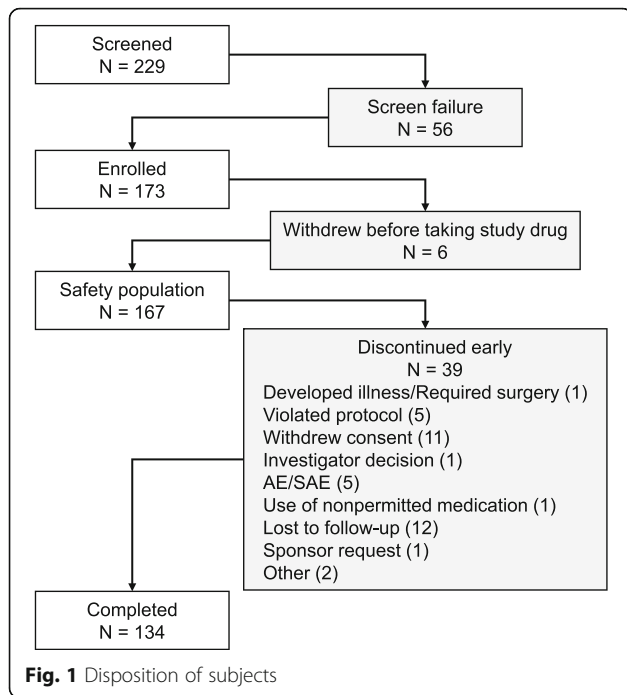 Screened
N = 229
Screen failure
N = 56
Enrolled
N = 173
Withdrew before taking study drug
N = 6
Safety population
N = 167
Discontinued early
N = 39
Developed illness/Required surgery (1)
Violated protocol (5)
Withdrew consent (11)
Investigator decision (1)
AE/SAE (5)
Use of nonpermitted medication (1)
Lost to follow-up (12)
Sponsor request (1)
Other (2)
Completed
N = 134
Fig. 1 Disposition of subjects